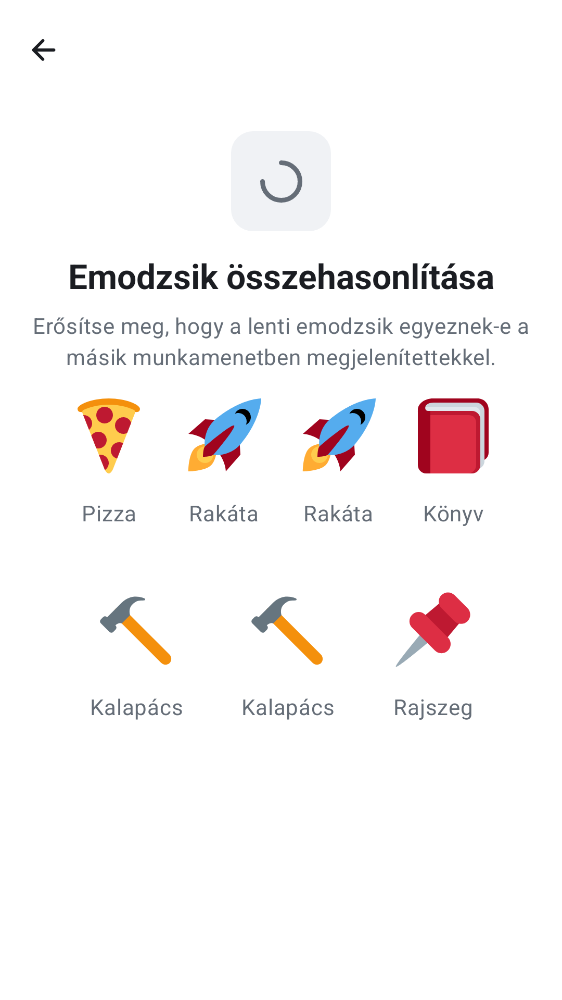 Emodzsik összehasonlítása
Erősítse meg, hogy a lenti emodzsik egyeznek-e a
másik munkamenetben megjelenítettekkel.
Pizza Rakáta Rakáta Könyv
Kalapács Kalapács Rajszeg